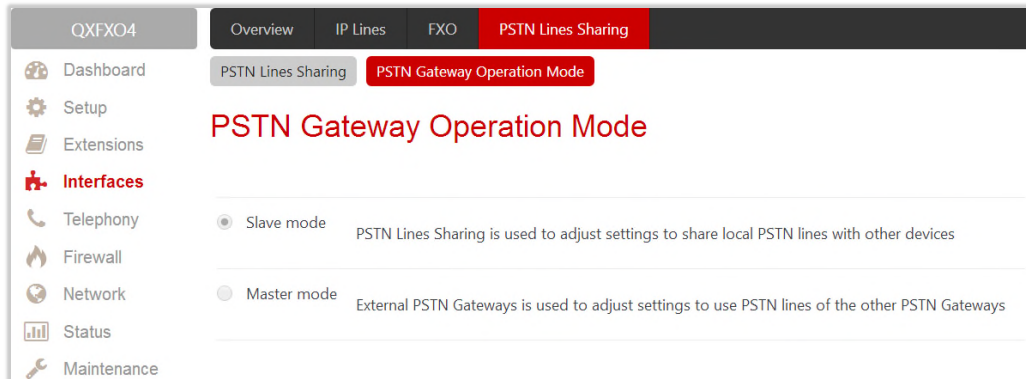 QXFXO4
Overview IP Lines FXO PSTN Lines Sharing
Dashboard
Setup
Extensions
Interfaces
Telephony
Firewall
Network
Status
Maintenance
PSTN Lines Sharing PSTN Gateway Operation Mode
PSTN Gateway Operation Mode
Slave mode PSTN Lines Sharing is used to adjust settings to share local PSTN lines with other devices
Master mode External PSTN Gateways is used to adjust settings to use PSTN lines of the other PSTN Gateways